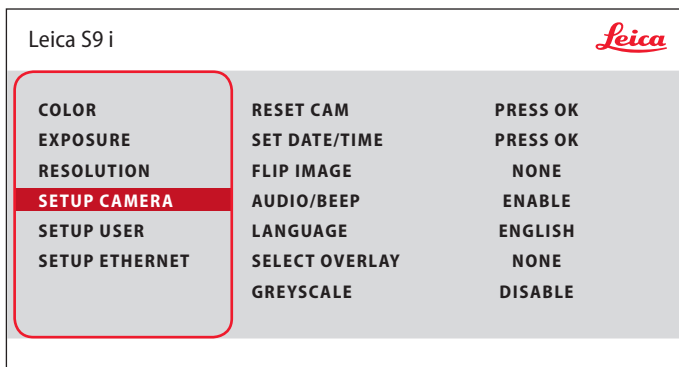 Leica S9 i
Leica
COLOR RESET CAM PRESS OK
EXPOSURE SET DATE/TIME PRESS OK
RESOLUTION FLIP IMAGE NONE
SETUP CAMERA AUDIO/BEEP ENABLE
SETUP USER LANGUAGE ENGLISH
SETUP ETHERNET SELECT OVERLAY NONE
GREYSCALE DISABLE